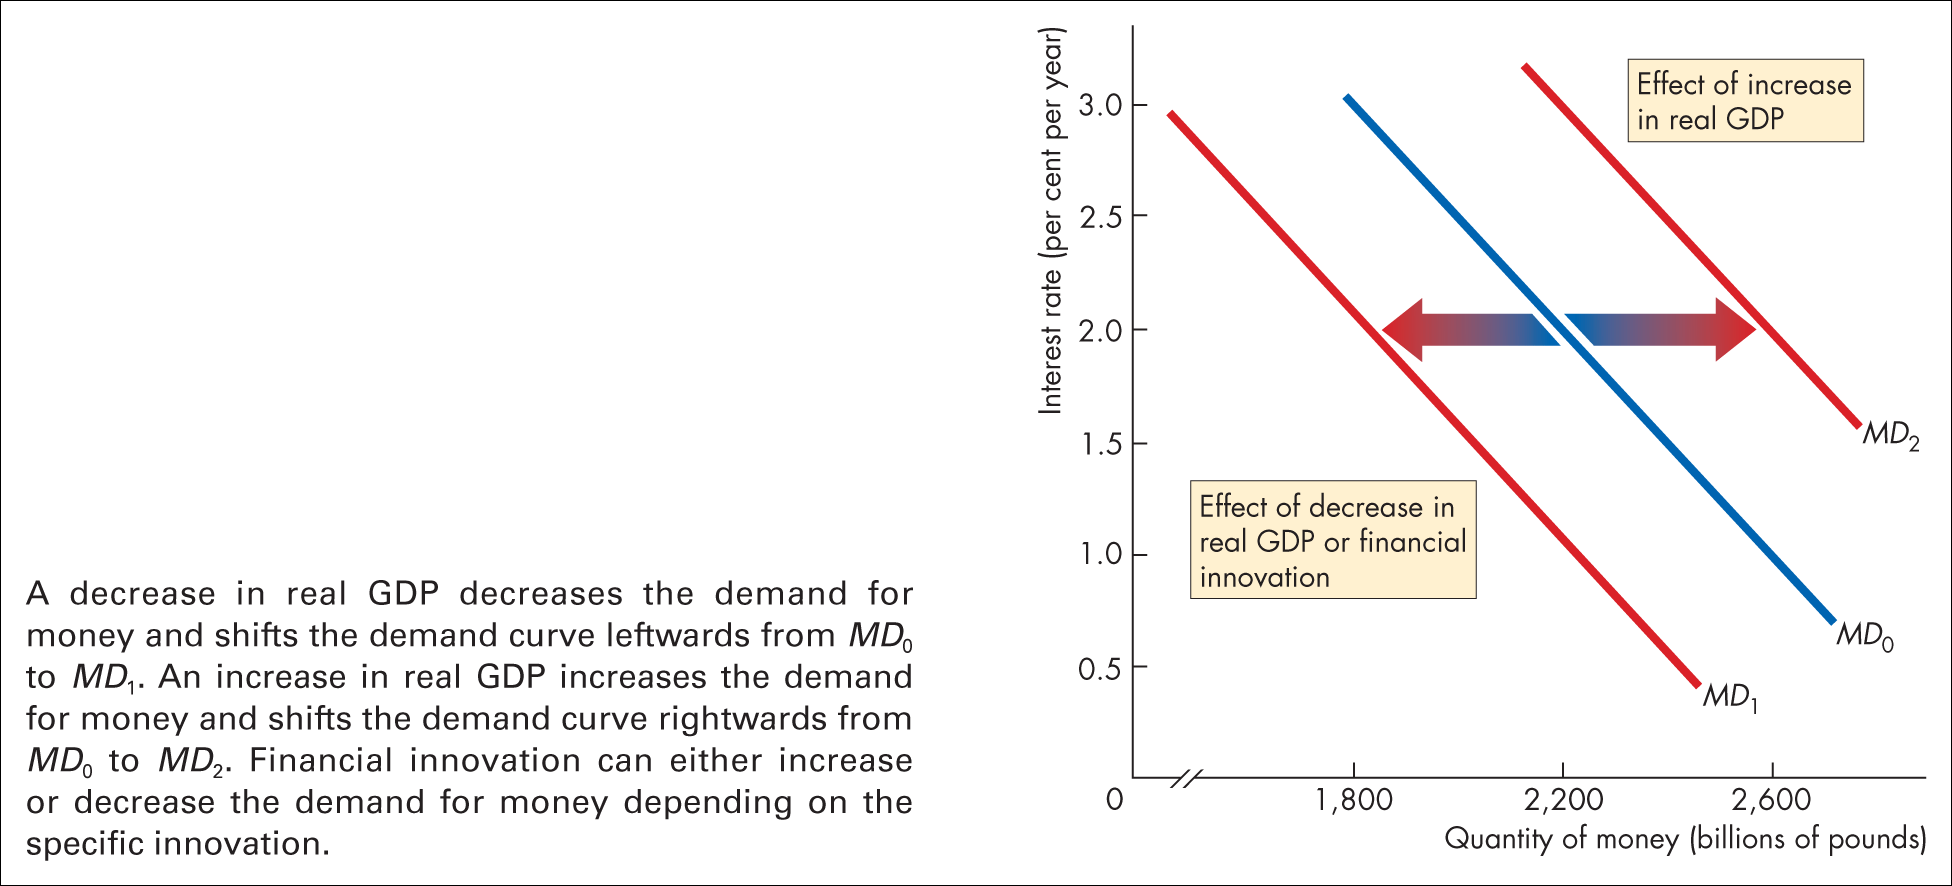 A decrease in real GDP decreases the demand for
money and shifts the demand curve leftwards from MD₀
to MD₁. An increase in real GDP increases the demand
for money and shifts the demand curve rightwards from
MD₀ to MD₂. Financial innovation can either increase
or decrease the demand for money depending on the
specific innovation.
Interest rate (per cent per year)
3.0
2.5
2.0
1.5
1.0
0.5
0
1,800
2,200
2,600
Quantity of money (billions of pounds)
Effect of increase
in real GDP
Effect of decrease in
real GDP or financial
innovation
MD₂
MD₀
MD₁